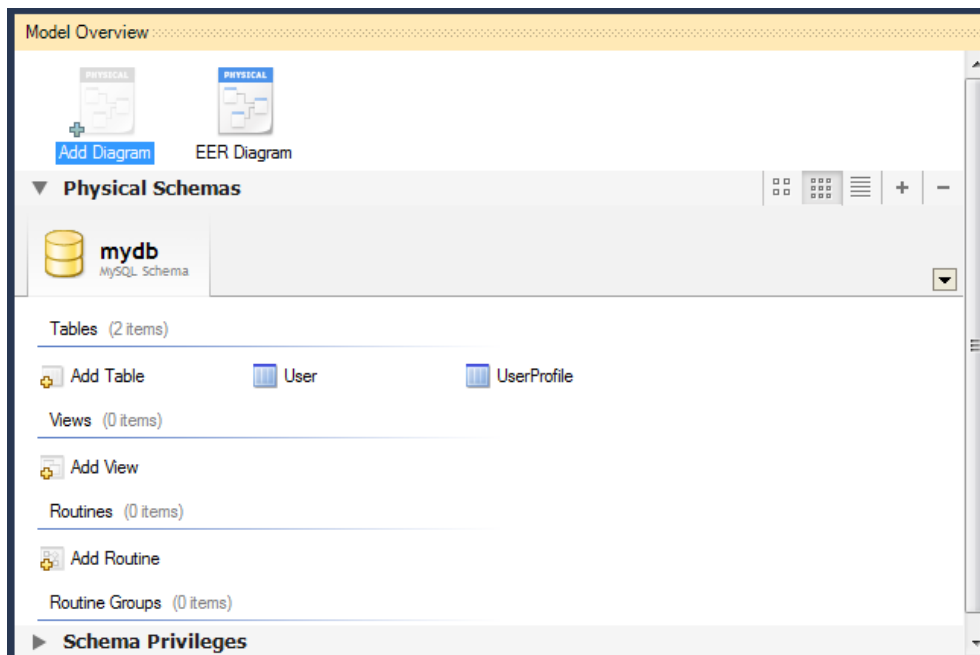 Model Overview
PHYSICAL PHYSICAL
Add Diagram EER Diagram
Physical Schemas
mydb
MySQL Schema
Tables (2 items)
Add Table User UserProfile
Views (0 items)
Add View
Routines (0 items)
Add Routine
Routine Groups (0 items)
Schema Privileges